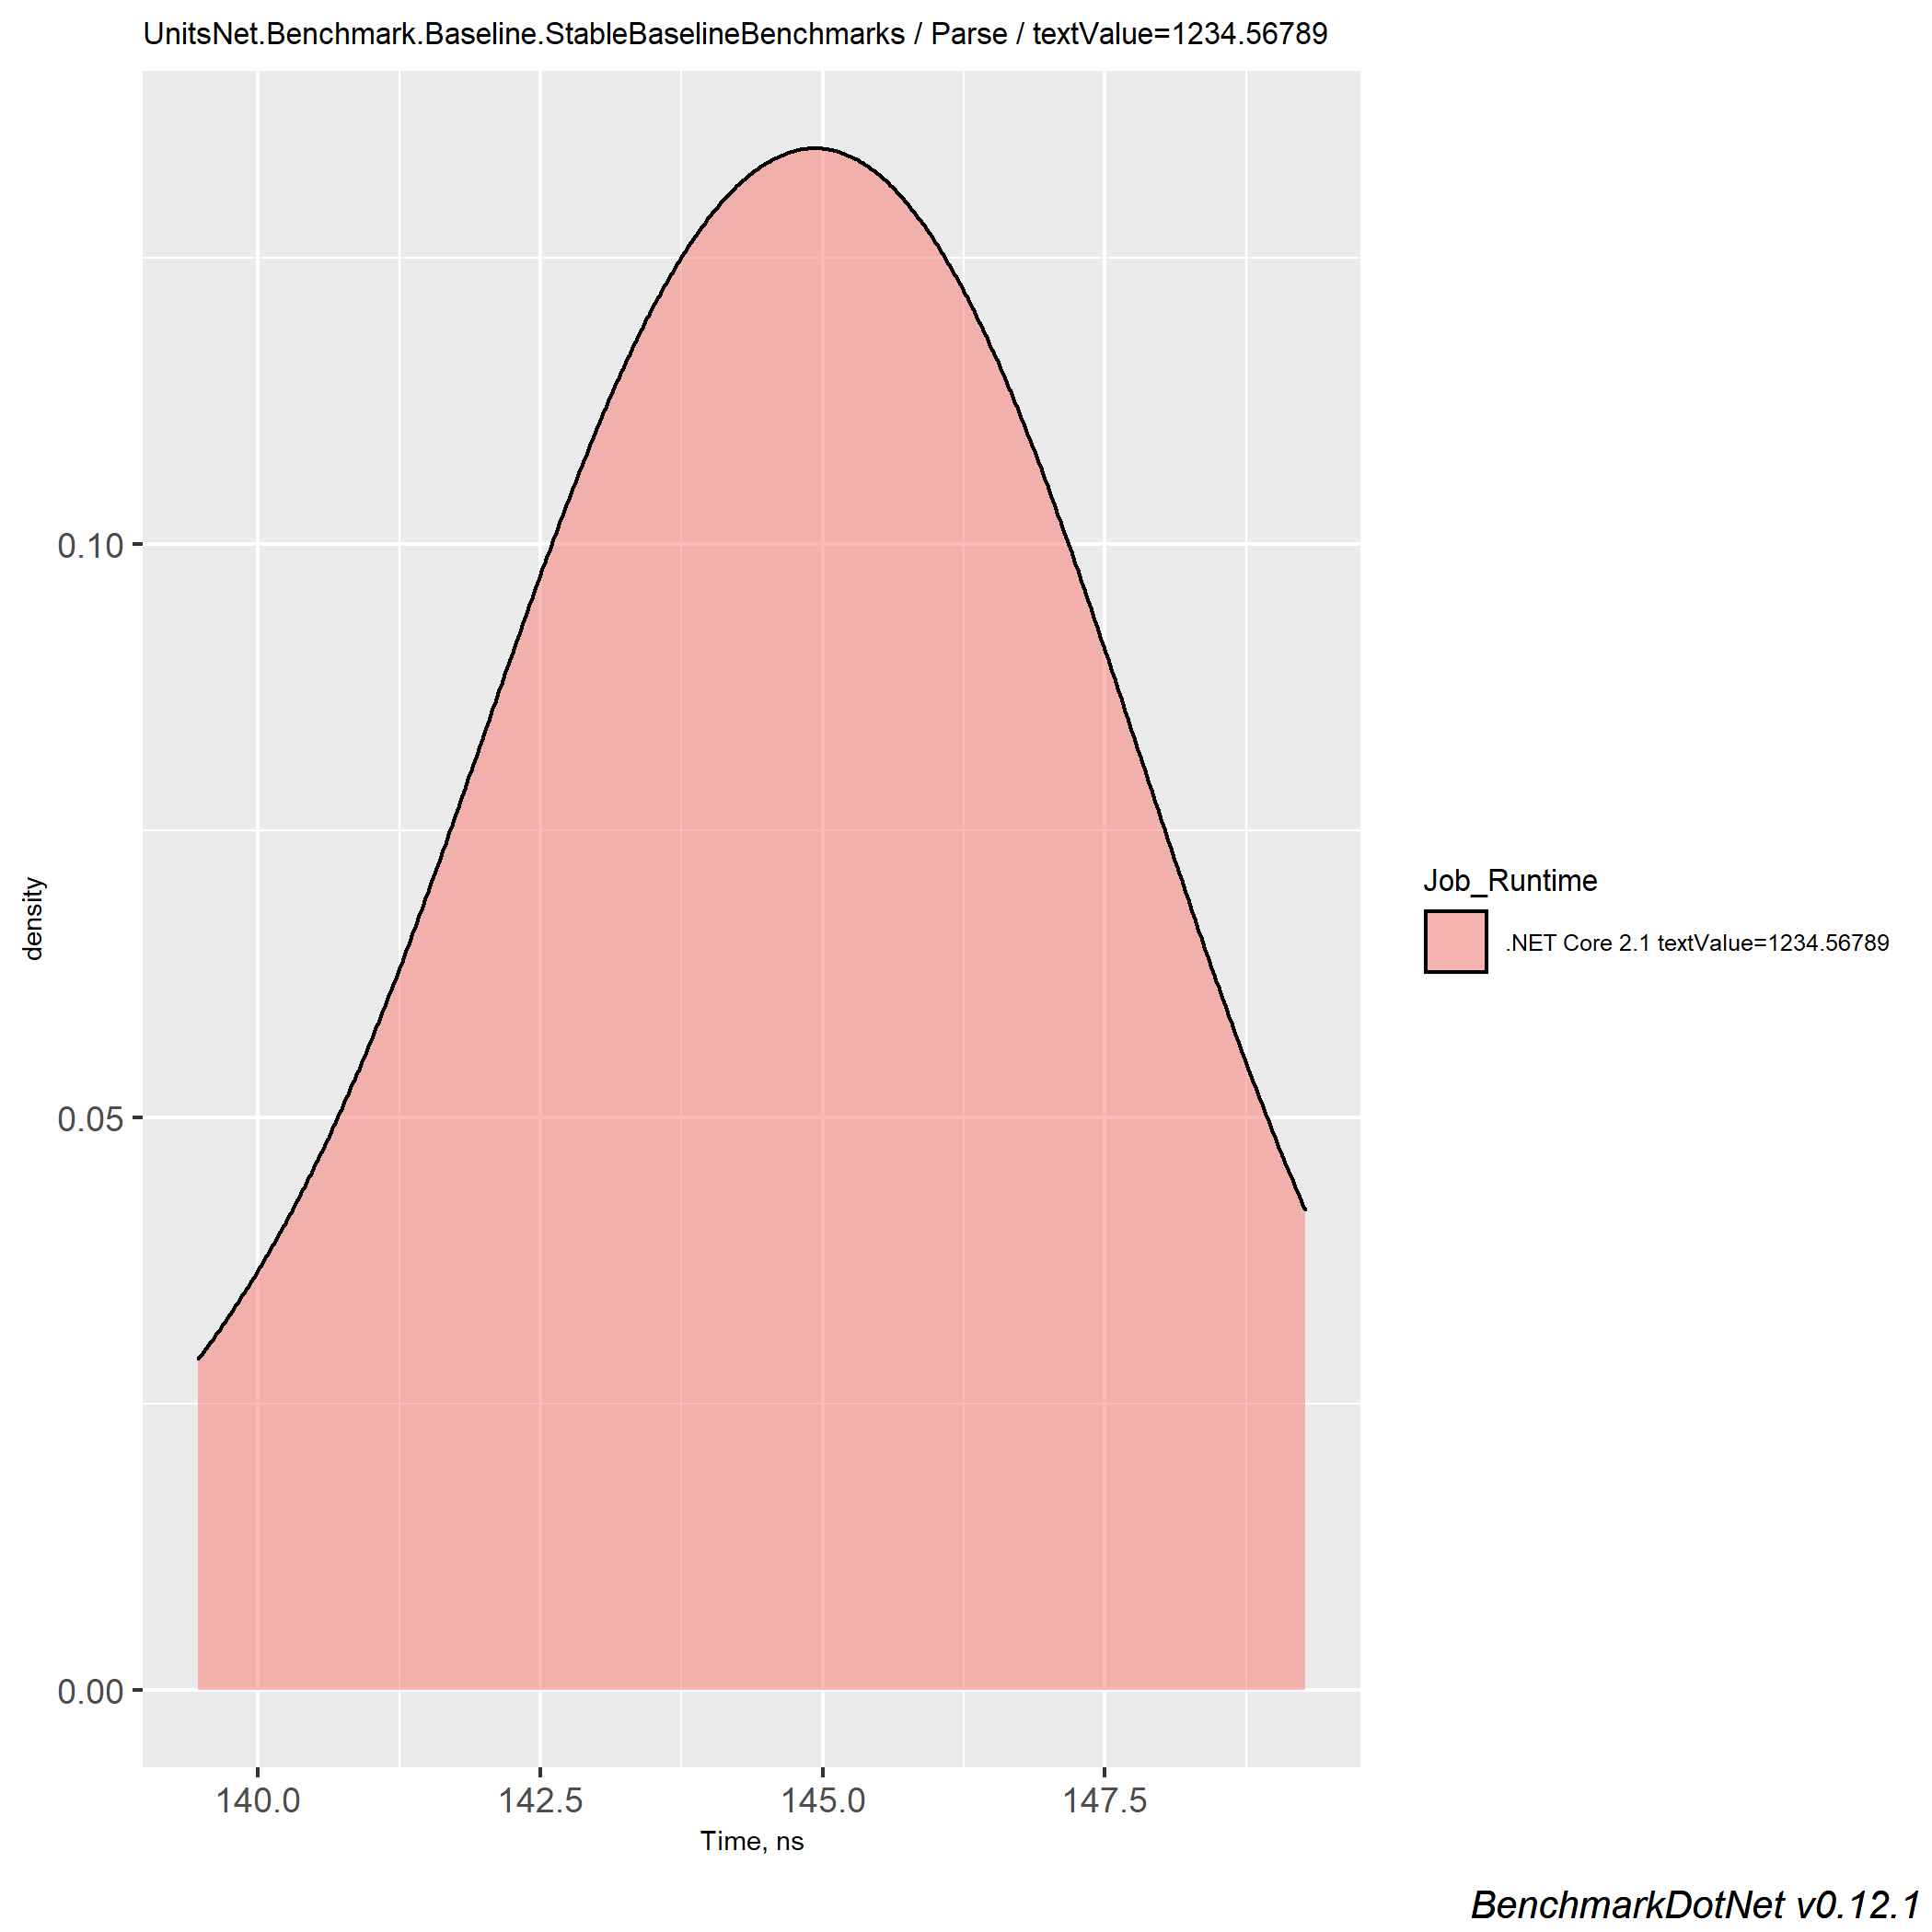 UnitsNet.Benchmark.Baseline.StableBaselineBenchmarks / Parse / textValue=1234.56789
0.10
0.05
0.00
density
140.0 142.5 145.0 147.5
Time, ns
Job_Runtime
.NET Core 2.1 textValue=1234.56789
BenchmarkDotNet v0.12.1